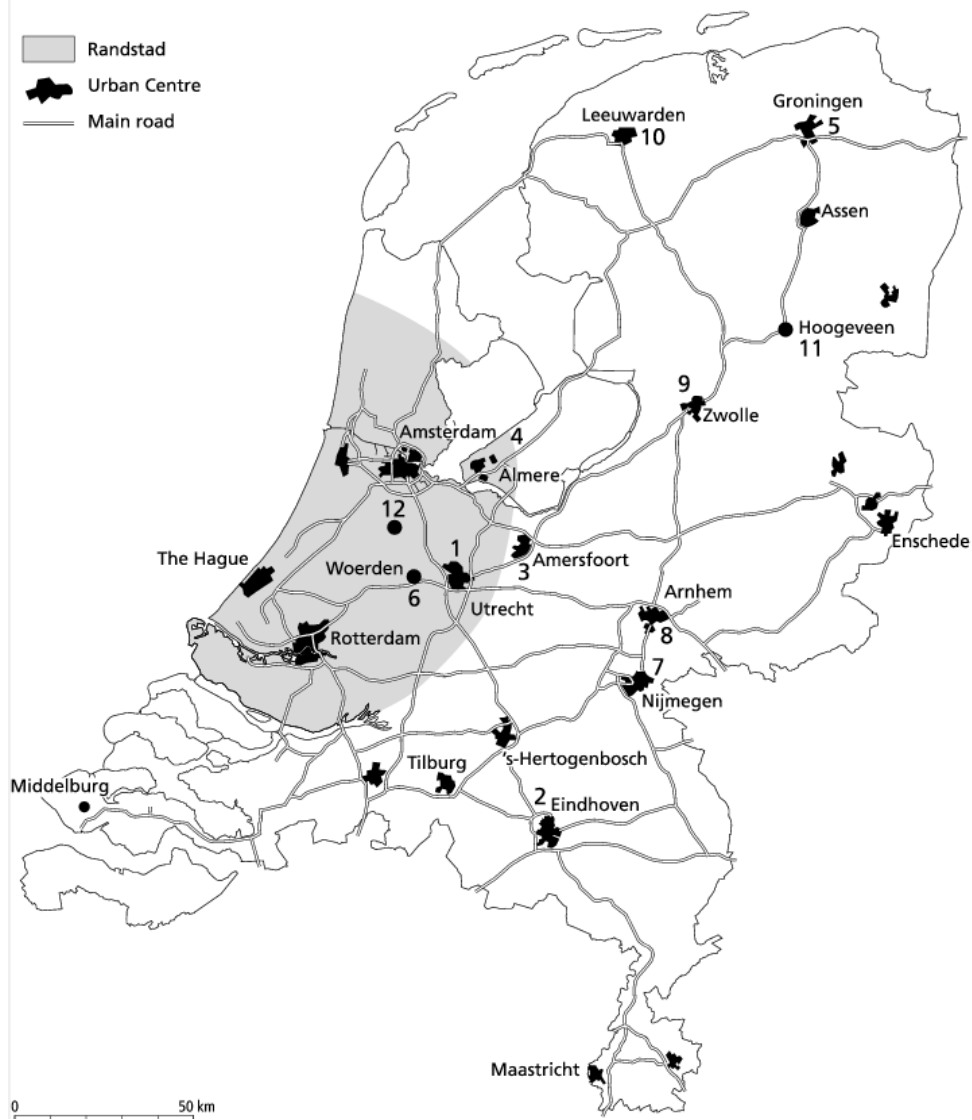 Randstad
Urban Centre
Main road
Leeuwarden
10
Groningen
5
Assen
Hoogeveen
11
9
Zwolle
Amsterdam
4
Almere
12
The Hague
Woerden
6
1
Utrecht
3
Amersfoort
Enschede
Arnhem
8
Rotterdam
7
Nijmegen
's-Hertogenbosch
Tilburg
Middelburg
2
Eindhoven
Maastricht
0 50 km